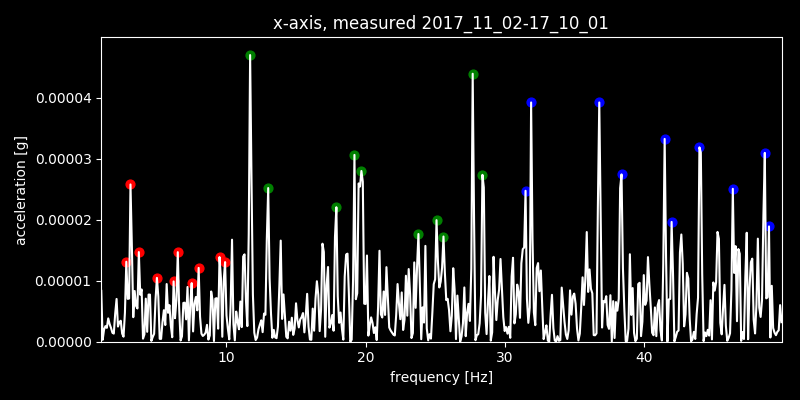 x-axis, measured 2017_11_02-17_10_01
acceleration [g]
0.00004
0.00003
0.00002
0.00001
0.00000
10 20 30 40
frequency [Hz]